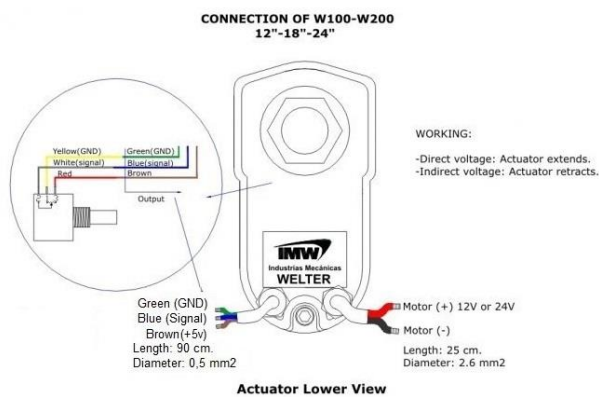 CONNECTION OF W100-W200
12"-18"-24"
Yellow(GND)
Green(GND)
White(signal)
Blue(signal)
Red
Brown
Output
WORKING:
-Direct voltage: Actuator extends.
-Indirect voltage: Actuator retracts.
IMW
Industrias Mecánicas
WELTER
Green (GND)
Blue (Signal)
Brown(+5v)
Length: 90 cm.
Diameter: 0,5 mm2
Motor (+) 12V or 24V
Motor (-)
Length: 25 cm.
Diameter: 2.6 mm2
Actuator Lower View